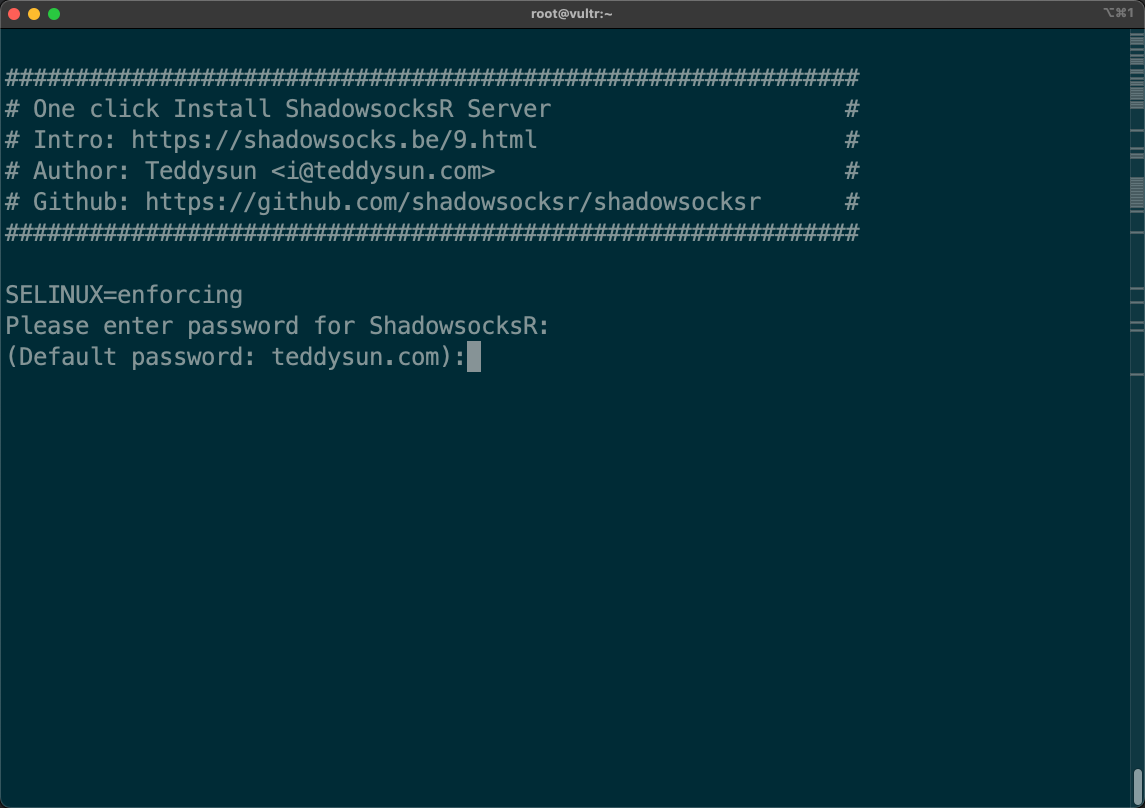 root@vultr:~
⌥⌘1
#############################################################
# One click Install ShadowsocksR Server                     #
# Intro: https://shadowsocks.be/9.html                      #
# Author: Teddysun <i@teddysun.com>                         #
# Github: https://github.com/shadowsocksr/shadowsocksr      #
#############################################################
SELINUX=enforcing
Please enter password for ShadowsocksR:
(Default password: teddysun.com):